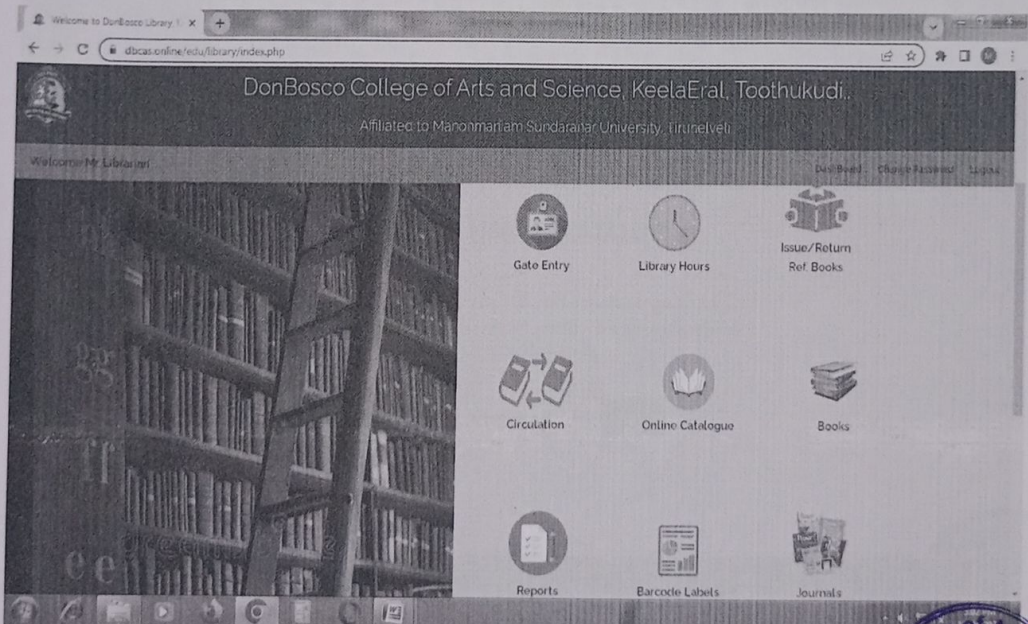 Welcome to DonBosco Library
dbcas.online/edu/library/index.php
DonBosco College of Arts and Science, KeelaEral, Toothukudi..
Affiliated to Manonmaniam Sundaranar University, Tirunelveli
Welcome Mr Librarian
DashBoard Change Password Logout
Gate Entry
Library Hours
Issue/Return
Ref. Books
Circulation
Online Catalogue
Books
Reports
Barcode Labels
Journals